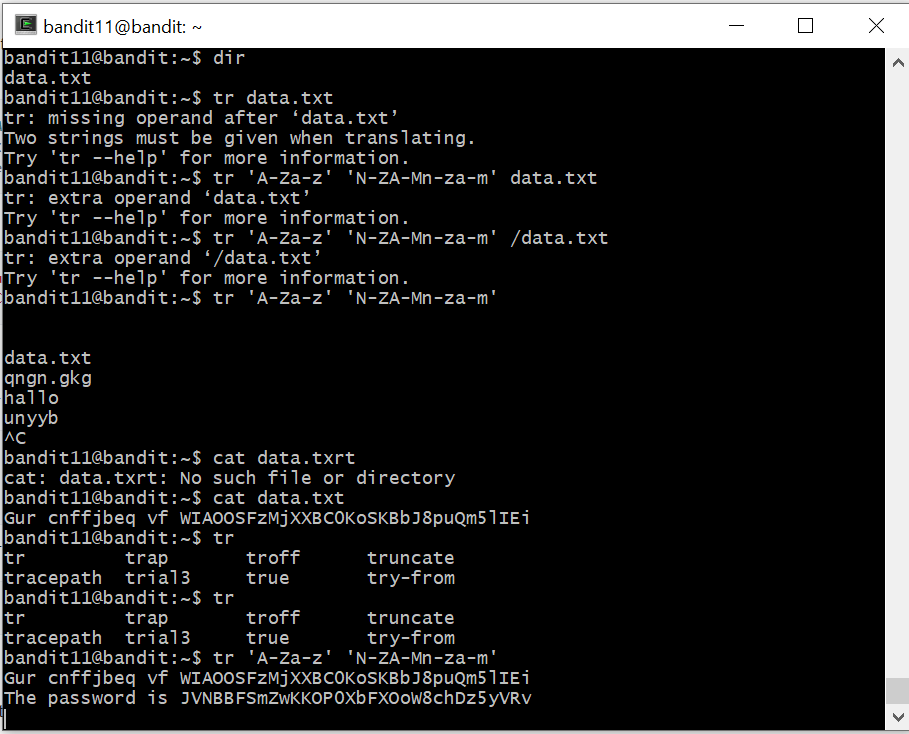 bandit11@bandit: ~
bandit11@bandit:~$ dir
data.txt
bandit11@bandit:~$ tr data.txt
tr: missing operand after ‘data.txt’
Two strings must be given when translating.
Try 'tr --help' for more information.
bandit11@bandit:~$ tr 'A-Za-z' 'N-ZA-Mn-za-m' data.txt
tr: extra operand ‘data.txt’
Try 'tr --help' for more information.
bandit11@bandit:~$ tr 'A-Za-z' 'N-ZA-Mn-za-m' /data.txt
tr: extra operand ‘/data.txt’
Try 'tr --help' for more information.
bandit11@bandit:~$ tr 'A-Za-z' 'N-ZA-Mn-za-m'
data.txt
qngn.gkg
hallo
unyyb
^C
bandit11@bandit:~$ cat data.txrt
cat: data.txrt: No such file or directory
bandit11@bandit:~$ cat data.txt
Gur cnffjbeq vf WIAOOSFzMjXXBC0KoSKBbJ8puQm5lIEi
bandit11@bandit:~$ tr
tr trap troff truncate
tracepath trial3 true try-from
bandit11@bandit:~$ tr
tr trap troff truncate
tracepath trial3 true try-from
bandit11@bandit:~$ tr 'A-Za-z' 'N-ZA-Mn-za-m'
Gur cnffjbeq vf WIAOOSFzMjXXBC0KoSKBbJ8puQm5lIEi
The password is JVNBBFSmZwKKOP0XbFXOoW8chDz5yVRv